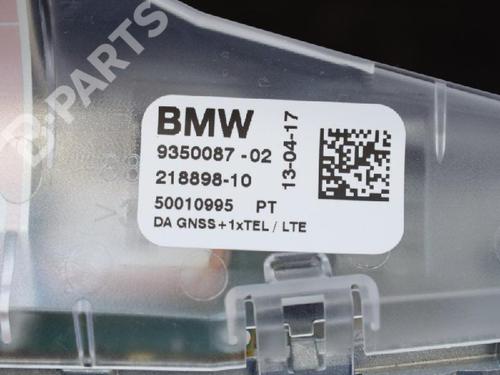 B-PARTS
BMW
9350087-02
218898-10
50010995 PT
DA GNSS+1xTEL / LTE
13-04-17